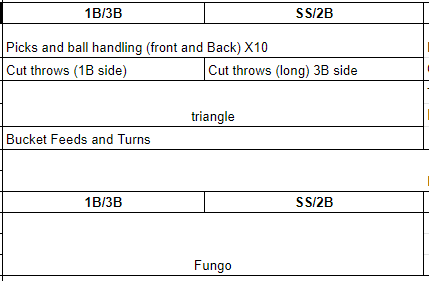 1B/3B SS/2B
Picks and ball handling (front and Back) X10
Cut throws (1B side) Cut throws (long) 3B side
triangle
Bucket Feeds and Turns
1B/3B SS/2B
Fungo